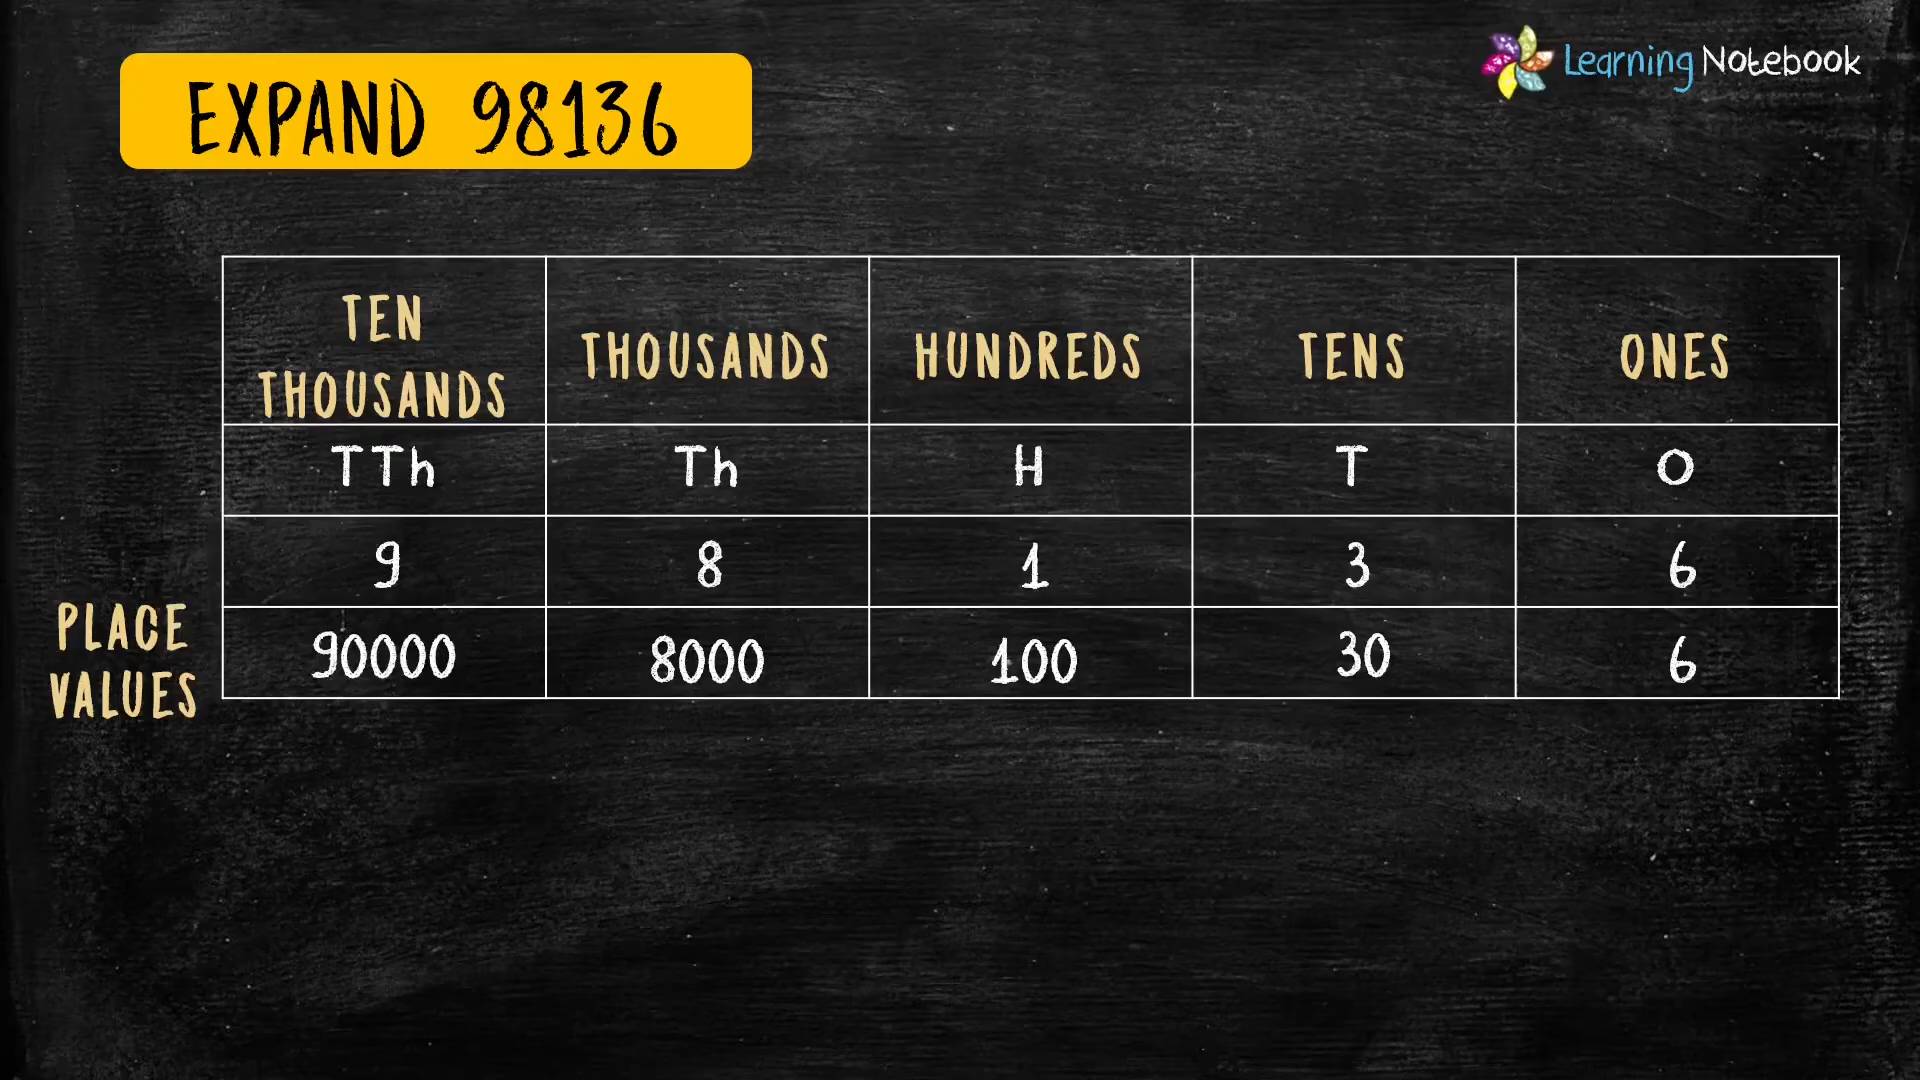 EXPAND 98136
Learning Notebook
TEN THOUSANDS THOUSANDS HUNDREDS TENS ONES
TTh Th H T O
9 8 1 3 6
PLACE VALUES 90000 8000 100 30 6